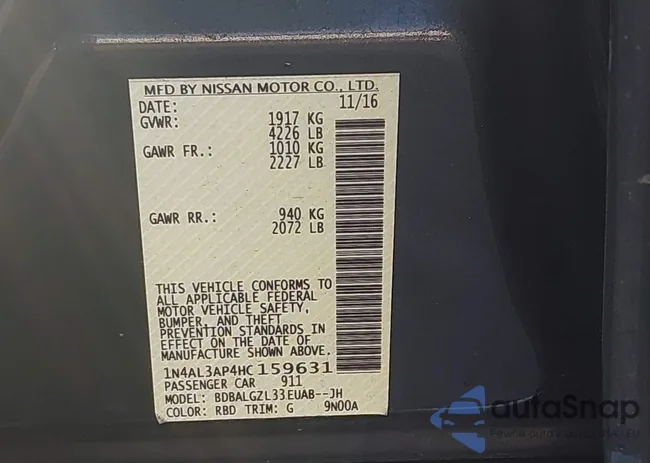 MFD BY NISSAN MOTOR CO., LTD.
DATE: 11/16
GVWR: 1917 KG
4226 LB
GAWR FR.: 1010 KG
2227 LB
GAWR RR.: 940 KG
2072 LB
THIS VEHICLE CONFORMS TO
ALL APPLICABLE FEDERAL
MOTOR VEHICLE SAFETY,
BUMPER, AND THEFT
PREVENTION STANDARDS IN
EFFECT ON THE DATE OF
MANUFACTURE SHOWN ABOVE.
1N4AL3AP4HC159631
PASSENGER CAR 911
MODEL: BDBALGZL33EUAB--JH
COLOR: RBD TRIM: G 9N00A
autoSnap